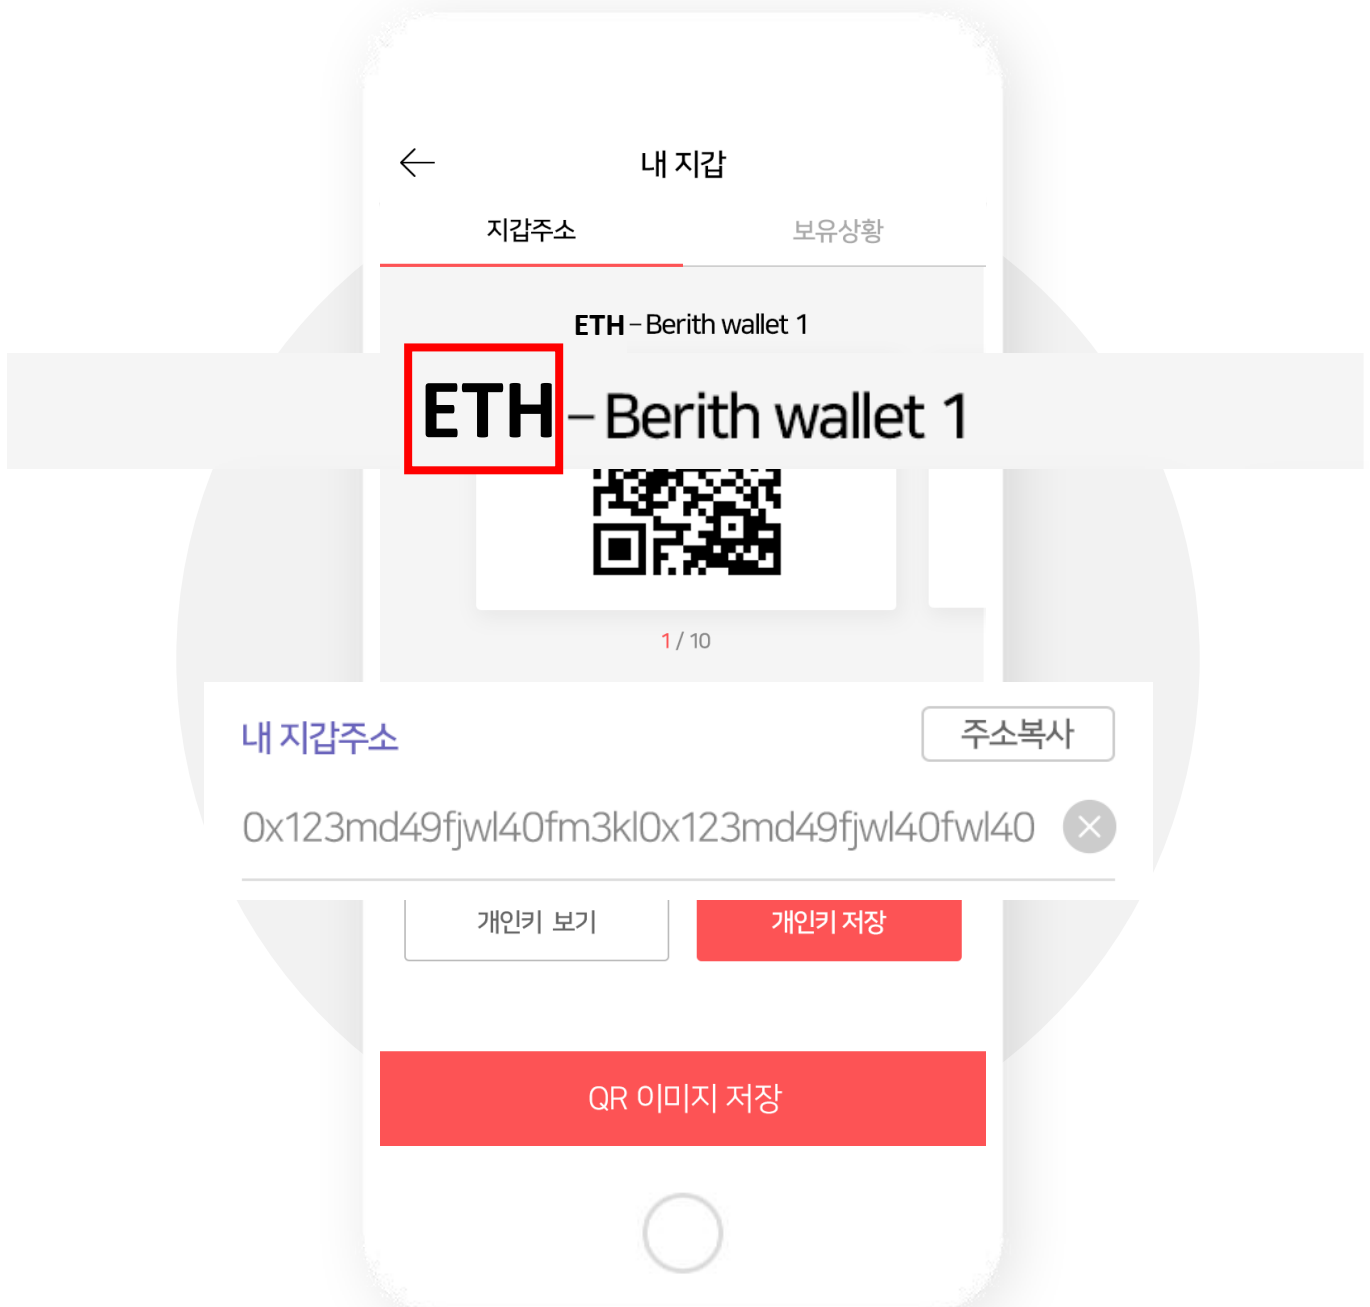 내 지갑
지갑주소 보유상황
ETH – Berith wallet 1
ETH – Berith wallet 1
1 / 10
내 지갑주소 주소복사
0x123md49fjwl40fm3kl0x123md49fjwl40fwl40
개인키 보기 개인키 저장
QR 이미지 저장